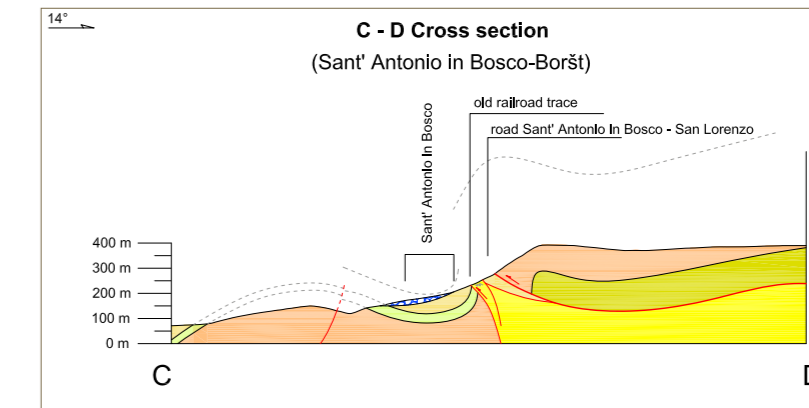 14°
C - D Cross section
(Sant' Antonio in Bosco-Boršt)
Sant' Antonio In Bosco
old railroad trace
road Sant' Antonio In Bosco - San Lorenzo
400 m
300 m
200 m
100 m
0 m
C
D